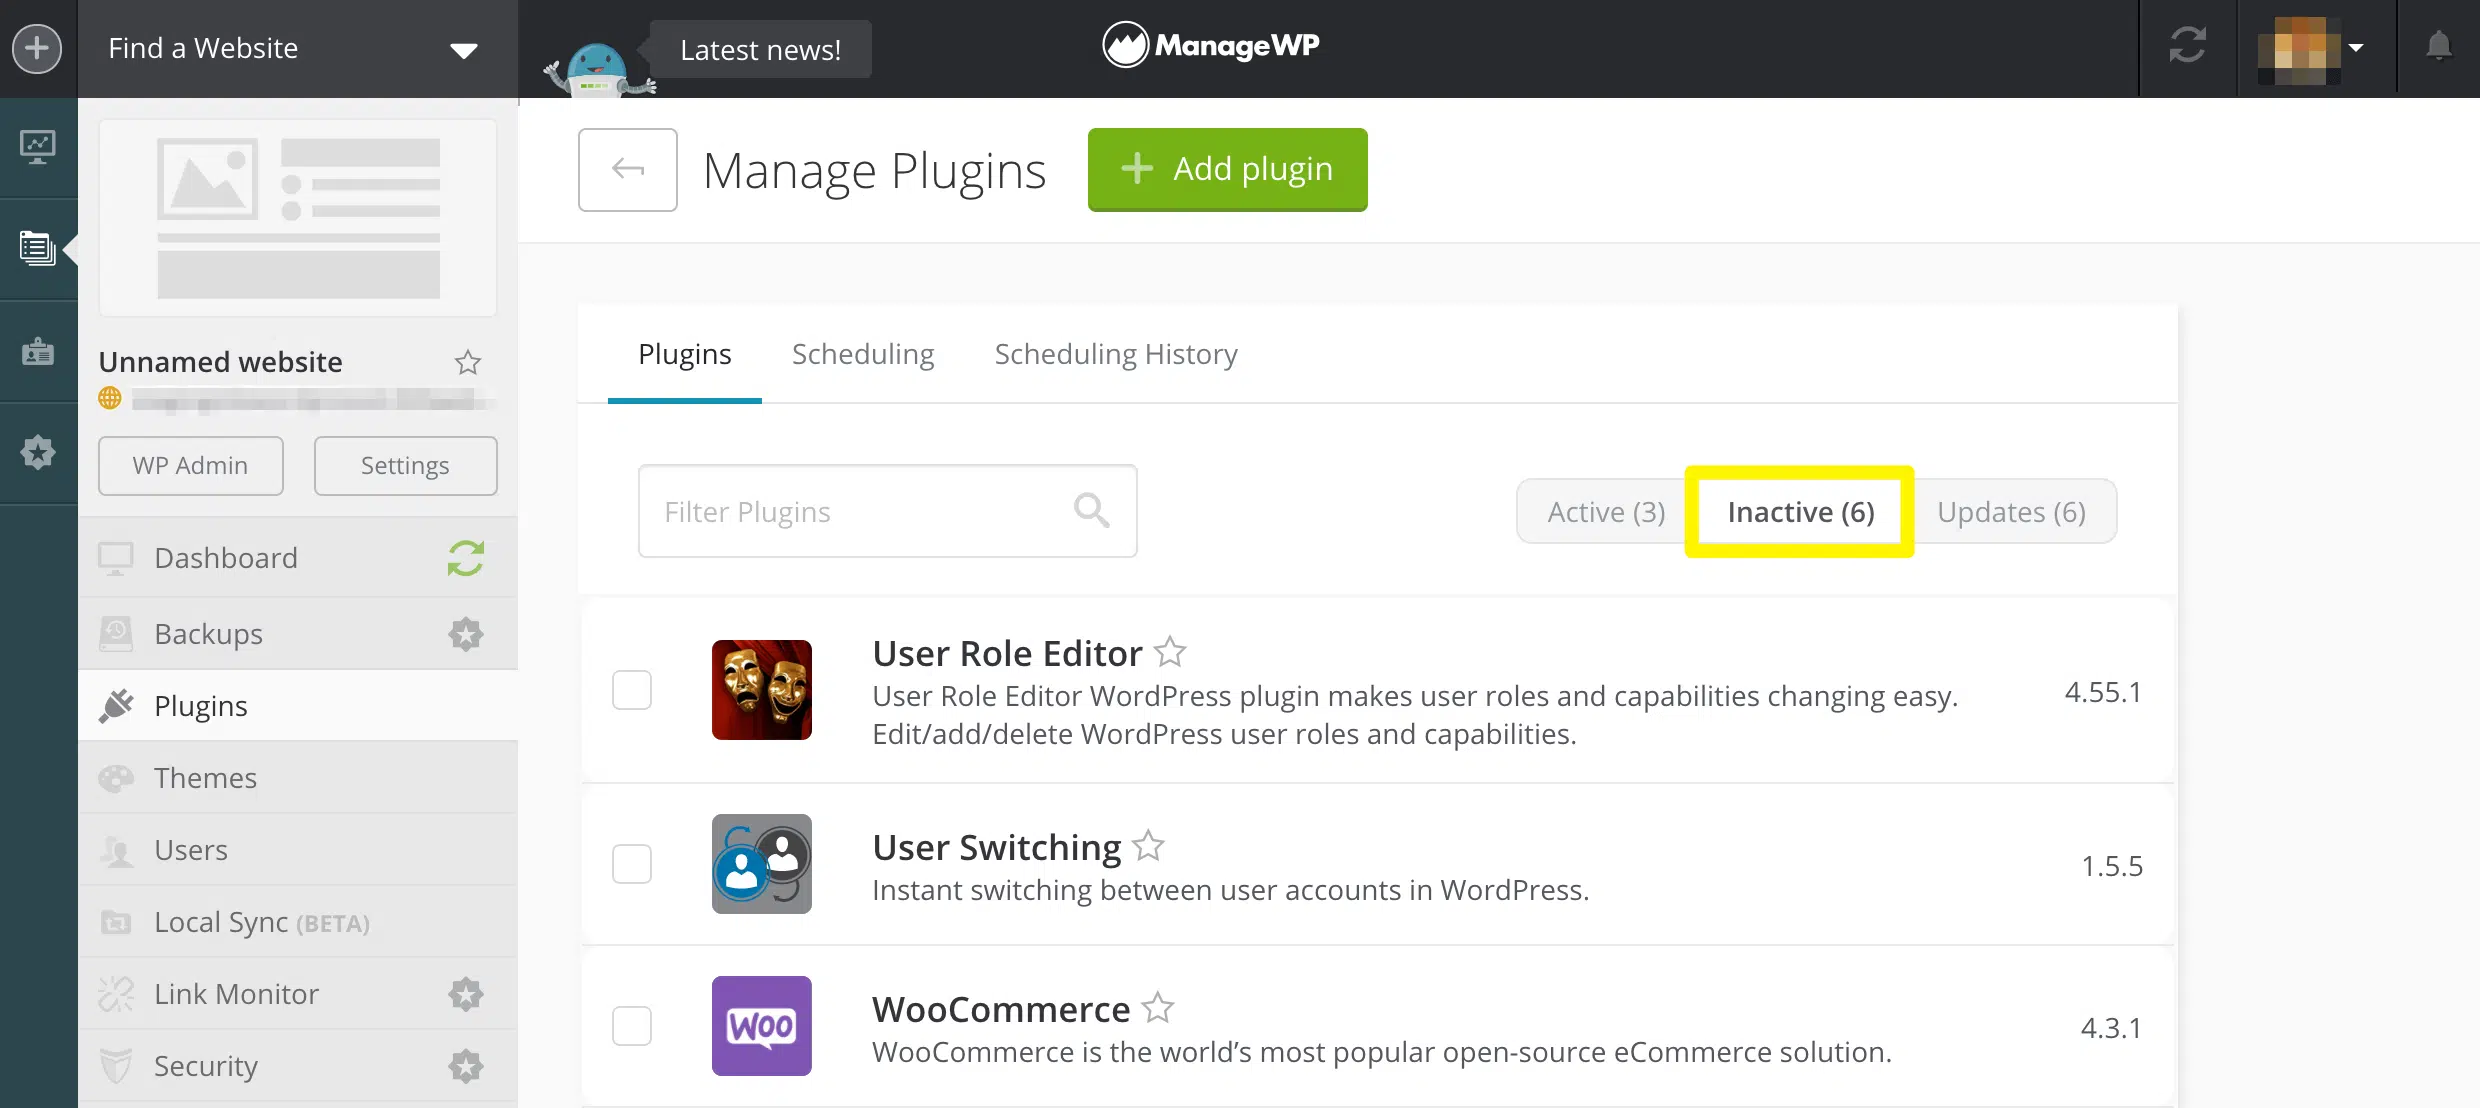 Find a Website
Latest news!
ManageWP
Manage Plugins
Add plugin
Unnamed website
WP Admin
Settings
Dashboard
Backups
Plugins
Themes
Users
Local Sync (BETA)
Link Monitor
Security
Plugins
Scheduling
Scheduling History
Filter Plugins
Active (3)
Inactive (6)
Updates (6)
User Role Editor
User Role Editor WordPress plugin makes user roles and capabilities changing easy.
Edit/add/delete WordPress user roles and capabilities.
4.55.1
User Switching
Instant switching between user accounts in WordPress.
1.5.5
Woo
WooCommerce
WooCommerce is the world’s most popular open-source eCommerce solution.
4.3.1